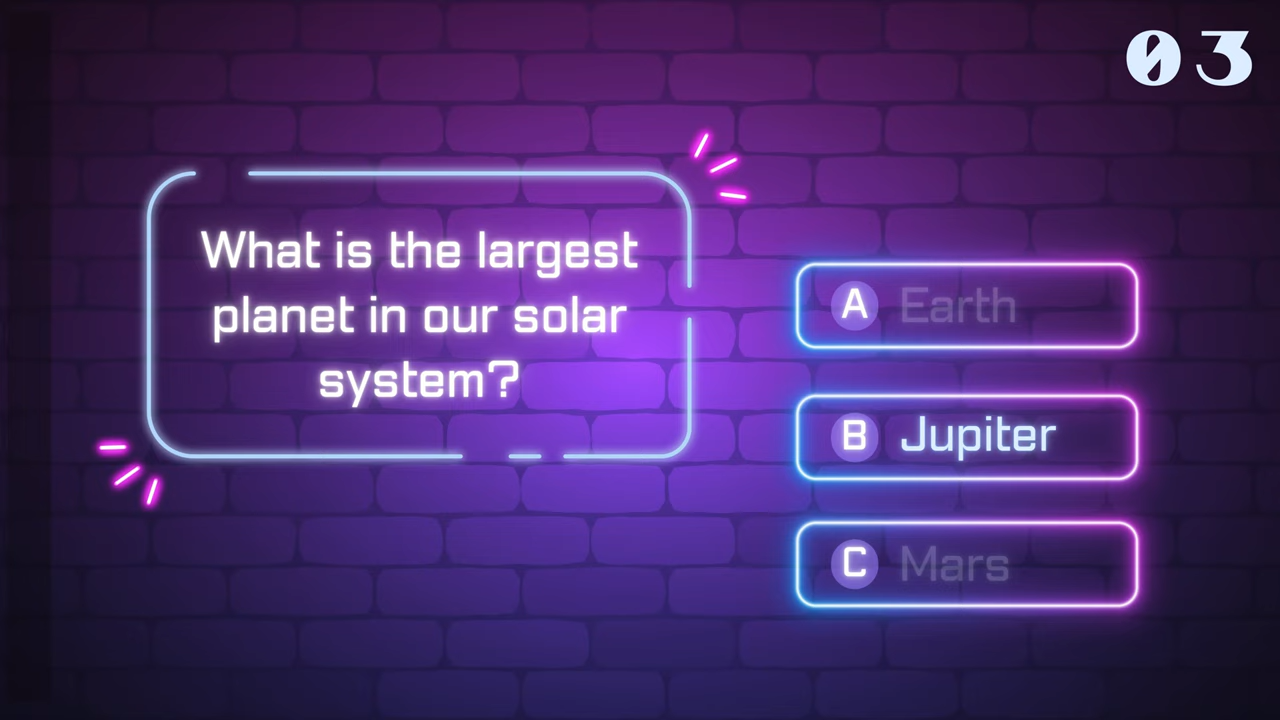 03
What is the largest
planet in our solar
system?
A Earth
B Jupiter
C Mars